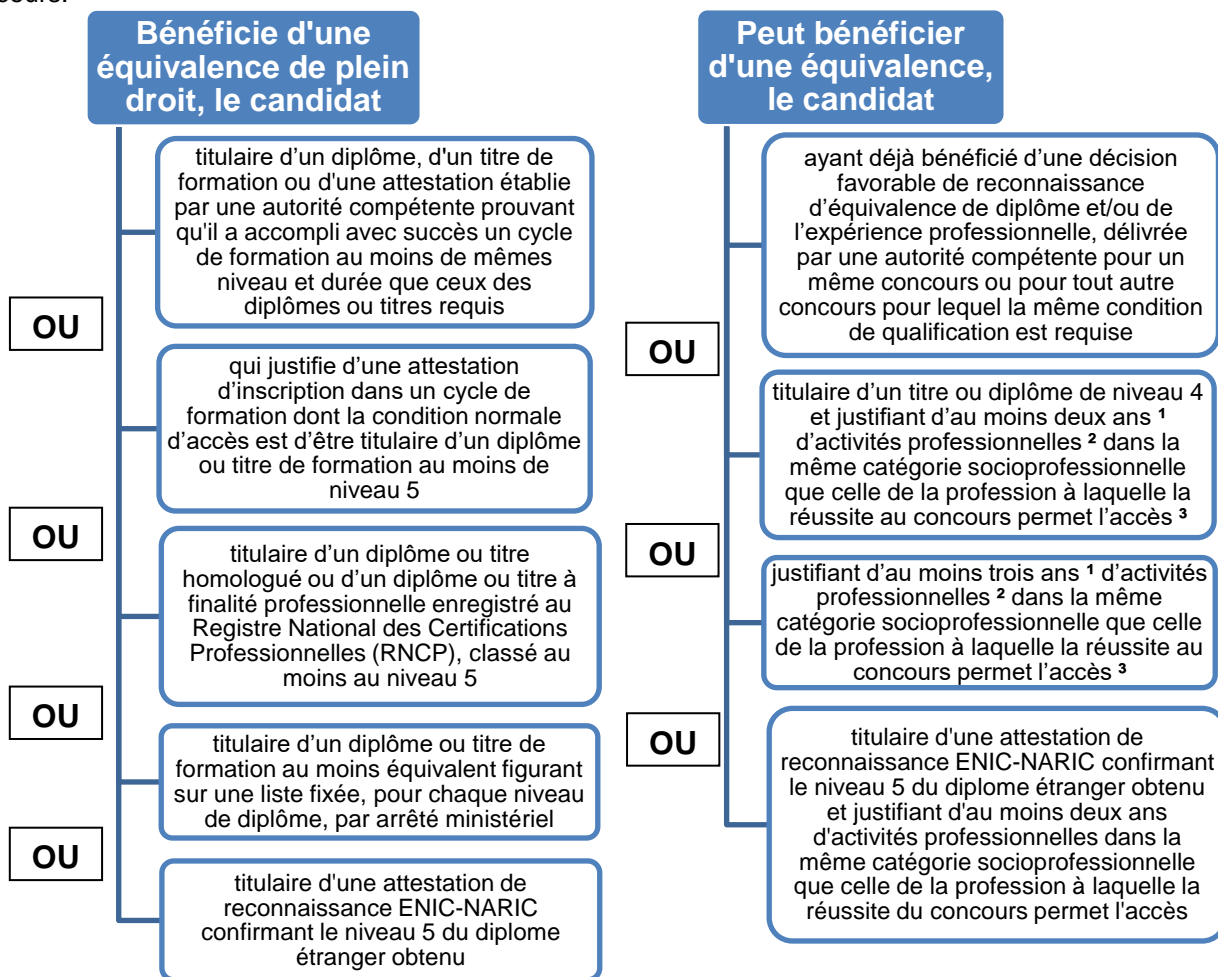 Bénéficie d'une
équivalence de plein
droit, le candidat
titulaire d’un diplôme, d'un titre de
formation ou d'une attestation établie
par une autorité compétente prouvant
qu'il a accompli avec succès un cycle
de formation au moins de mêmes
niveau et durée que ceux des
diplômes ou titres requis
OU
qui justifie d’une attestation
d’inscription dans un cycle de
formation dont la condition normale
d’accès est d’être titulaire d’un diplôme
ou titre de formation au moins de
niveau 5
OU
titulaire d’un diplôme ou titre
homologué ou d’un diplôme ou titre à
finalité professionnelle enregistré au
Registre National des Certifications
Professionnelles (RNCP), classé au
moins au niveau 5
OU
titulaire d’un diplôme ou titre de
formation au moins équivalent figurant
sur une liste fixée, pour chaque niveau
de diplôme, par arrêté ministériel
OU
titulaire d'une attestation de
reconnaissance ENIC-NARIC
confirmant le niveau 5 du diplome
étranger obtenu
Peut bénéficier
d'une équivalence,
le candidat
ayant déjà bénéficié d’une décision
favorable de reconnaissance
d’équivalence de diplôme et/ou de
l’expérience professionnelle, délivrée
par une autorité compétente pour un
même concours ou pour tout autre
concours pour lequel la même condition
de qualification est requise
OU
titulaire d’un titre ou diplôme de niveau 4
et justifiant d’au moins deux ans ¹
d’activités professionnelles ² dans la
même catégorie socioprofessionnelle
que celle de la profession à laquelle la
réussite au concours permet l’accès ³
OU
justifiant d’au moins trois ans ¹ d’activités
professionnelles ² dans la même
catégorie socioprofessionnelle que celle
de la profession à laquelle la réussite au
concours permet l’accès ³
OU
titulaire d'une attestation de
reconnaissance ENIC-NARIC confirmant
le niveau 5 du diplome étranger obtenu
et justifiant d'au moins deux ans
d'activités professionnelles dans la
même catégorie socioprofessionnelle
que celle de la profession à laquelle la
réussite du concours permet l'accès